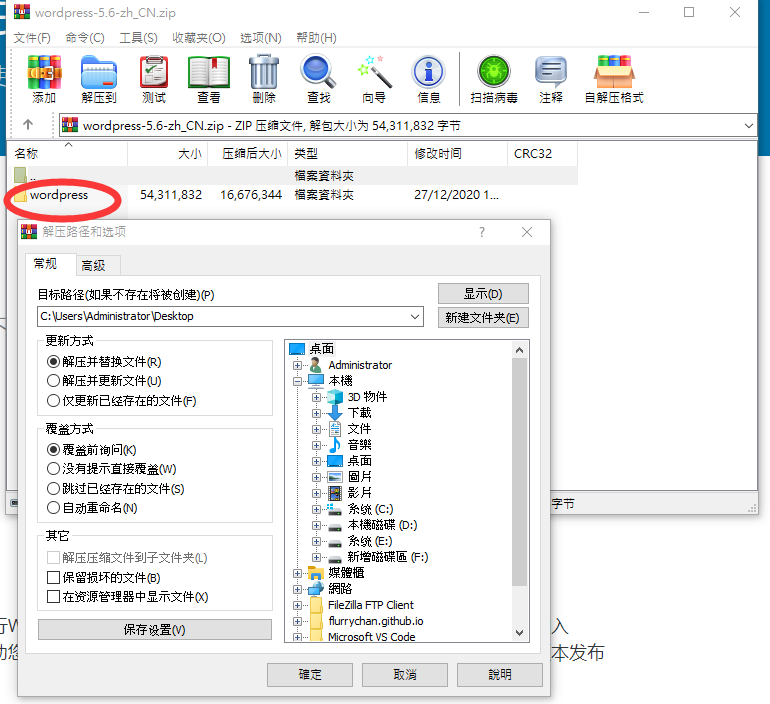 wordpress-5.6-zh_CN.zip
文件(F) 命令(C) 工具(S) 收藏夹(O) 选项(N) 帮助(H)
添加 解压到 测试 查看 删除 查找 向导 信息 扫描病毒 注释 自解压格式
wordpress-5.6-zh_CN.zip - ZIP 压缩文件, 解包大小为 54,311,832 字节
名称 大小 压缩后大小 类型 修改时间 CRC32
.. 檔案資料夾
wordpress 54,311,832 16,676,344 檔案資料夾 27/12/2020 1...
解压路径和选项 ?
常规 高级
目标路径(如果不存在将被创建)(P)
显示(D)
C:\Users\Administrator\Desktop
新建文件夹(E)
更新方式
解压并替换文件(R)
解压并更新文件(U)
仅更新已经存在的文件(F)
覆盖方式
覆盖前询问(K)
没有提示直接覆盖(W)
跳过已经存在的文件(S)
自动重命名(N)
其它
解压压缩文件到子文件夹(L)
保留损坏的文件(B)
在资源管理器中显示文件(X)
保存设置(V)
桌面
Administrator
本機
3D 物件
下載
文件
音樂
桌面
圖片
影片
系统 (C:)
本機磁碟 (D:)
系统 (E:)
新增磁碟區 (F:)
媒體櫃
網路
FileZilla FTP Client
flurrychan.github.io
Microsoft VS Code
確定 取消 說明
字节
入
本发布